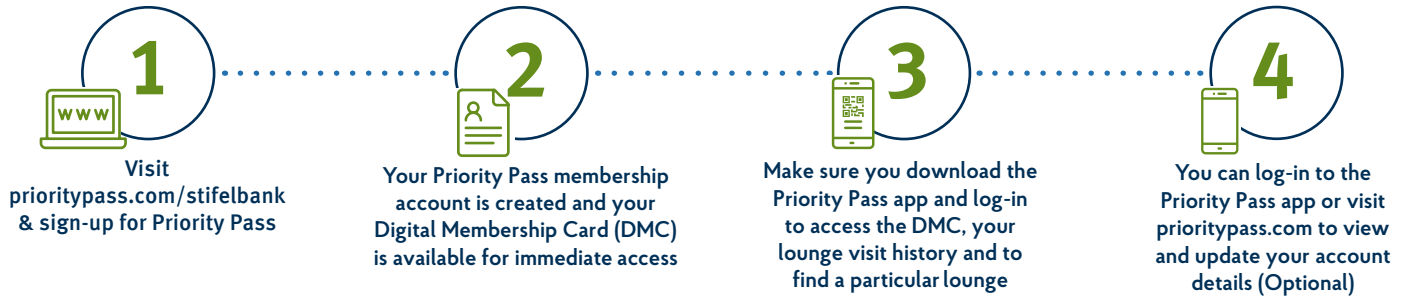 1
WWW
Visit
prioritypass.com/stifelbank
& sign-up for Priority Pass
2
Your Priority Pass membership
account is created and your
Digital Membership Card (DMC)
is available for immediate access
3
Make sure you download the
Priority Pass app and log-in
to access the DMC, your
lounge visit history and to
find a particular lounge
4
You can log-in to the
Priority Pass app or visit
prioritypass.com to view
and update your account
details (Optional)